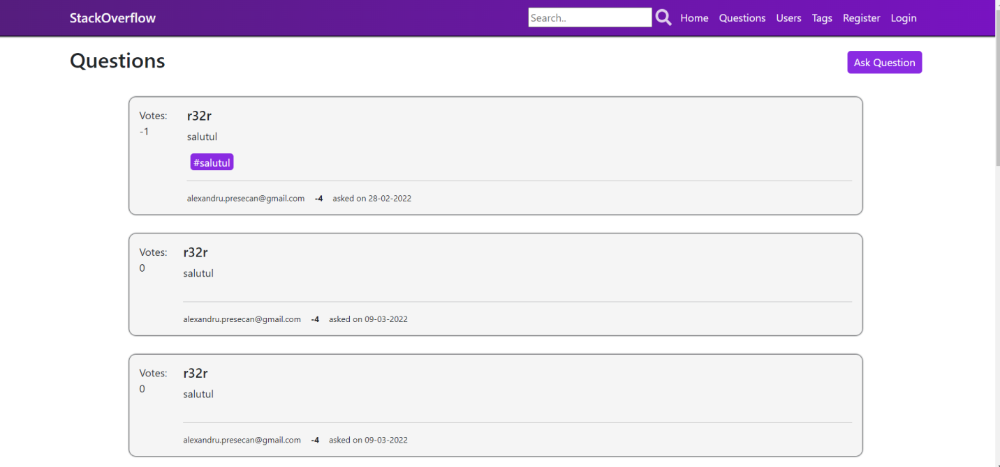 StackOverflow
Search..
Home Questions Users Tags Register Login
Questions
Ask Question
Votes:
-1
r32r
salutul
#salutul
alexandru.presecan@gmail.com -4 asked on 28-02-2022
Votes:
0
r32r
salutul
alexandru.presecan@gmail.com -4 asked on 09-03-2022
Votes:
0
r32r
salutul
alexandru.presecan@gmail.com -4 asked on 09-03-2022